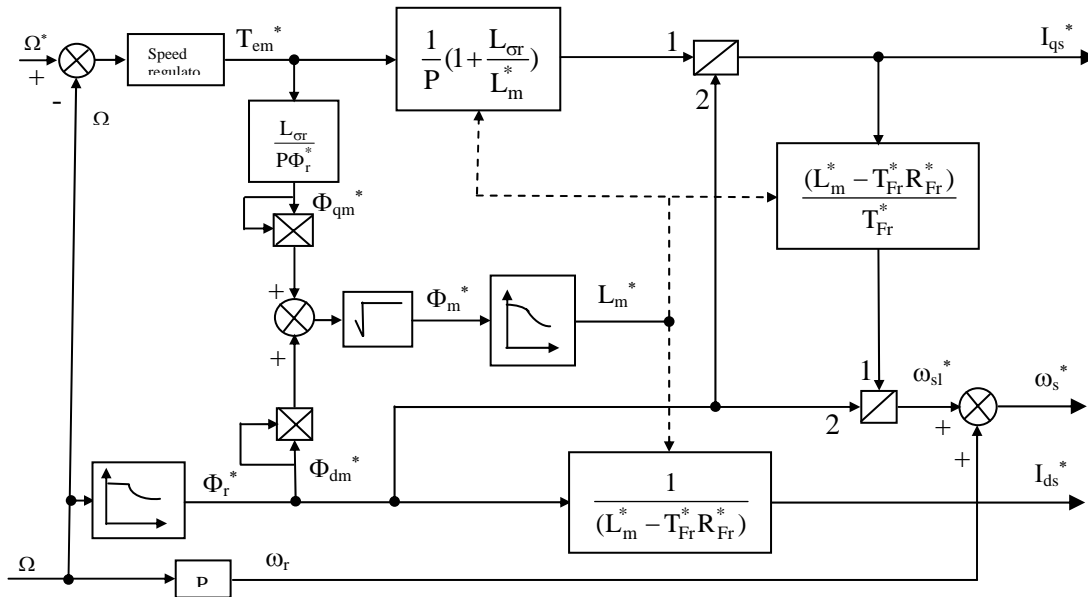 Ω*
+
-
Ω
Speed
regulato
T_em*
1/P (1 + L_σr / L_m*)
1
2
I_qs*
L_σr / PΦ_r*
Φ_qm*
(L_m* − T_Fr* R_Fr*) / T_Fr*
+
+
Φ_m*
L_m*
1
2
ω_sl*
+
+
ω_s*
Φ_dm*
Φ_r*
1 / (L_m* − T_Fr* R_Fr*)
I_ds*
Ω
P
ω_r